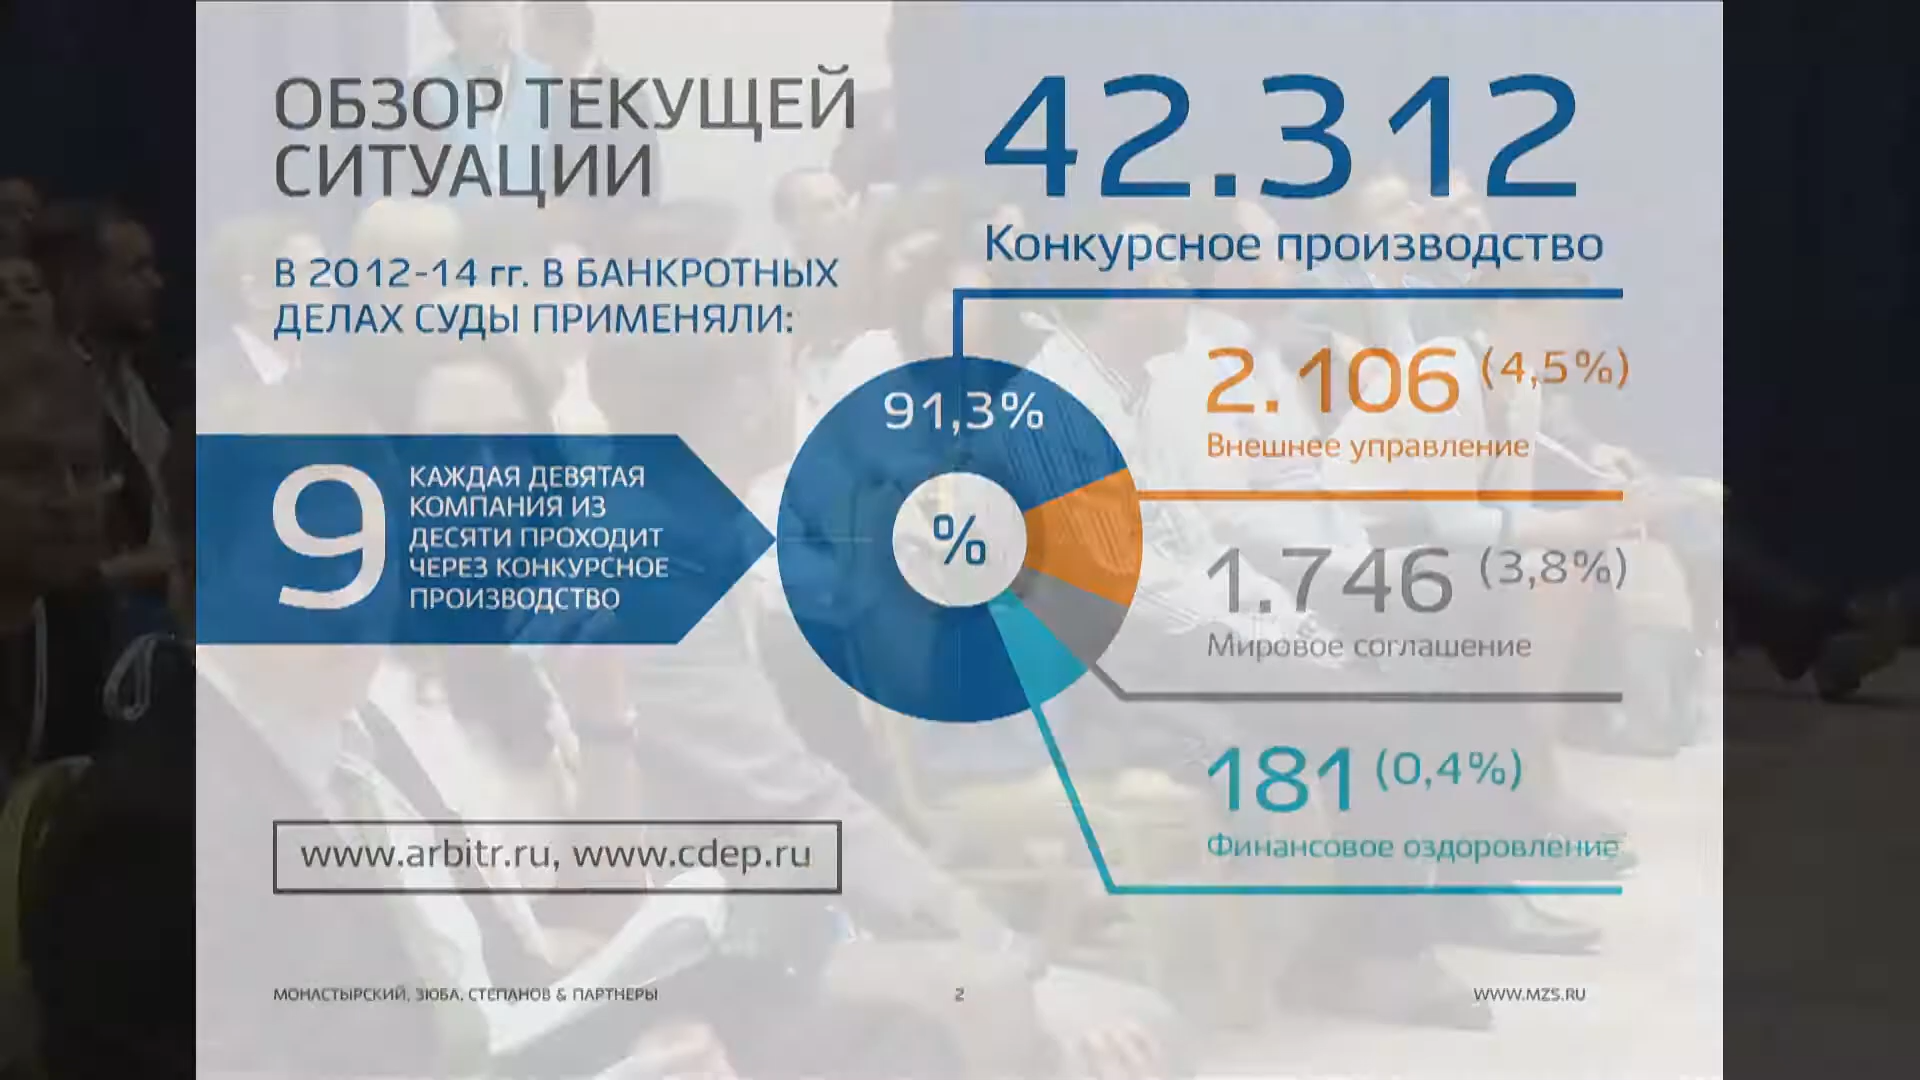 ОБЗОР ТЕКУЩЕЙ
СИТУАЦИИ
В 2012-14 гг. В БАНКРОТНЫХ
ДЕЛАХ СУДЫ ПРИМЕНЯЛИ:
9
КАЖДАЯ ДЕВЯТАЯ
КОМПАНИЯ ИЗ
ДЕСЯТИ ПРОХОДИТ
ЧЕРЕЗ КОНКУРСНОЕ
ПРОИЗВОДСТВО
42.312
Конкурсное производство
91,3%
%
2.106 (4,5%)
Внешнее управление
1.746 (3,8%)
Мировое соглашение
181 (0,4%)
Финансовое оздоровление
www.arbitr.ru, www.cdep.ru
МОНАСТЫРСКИЙ, ЗЮБА, СТЕПАНОВ & ПАРТНЕРЫ
2
WWW.MZS.RU